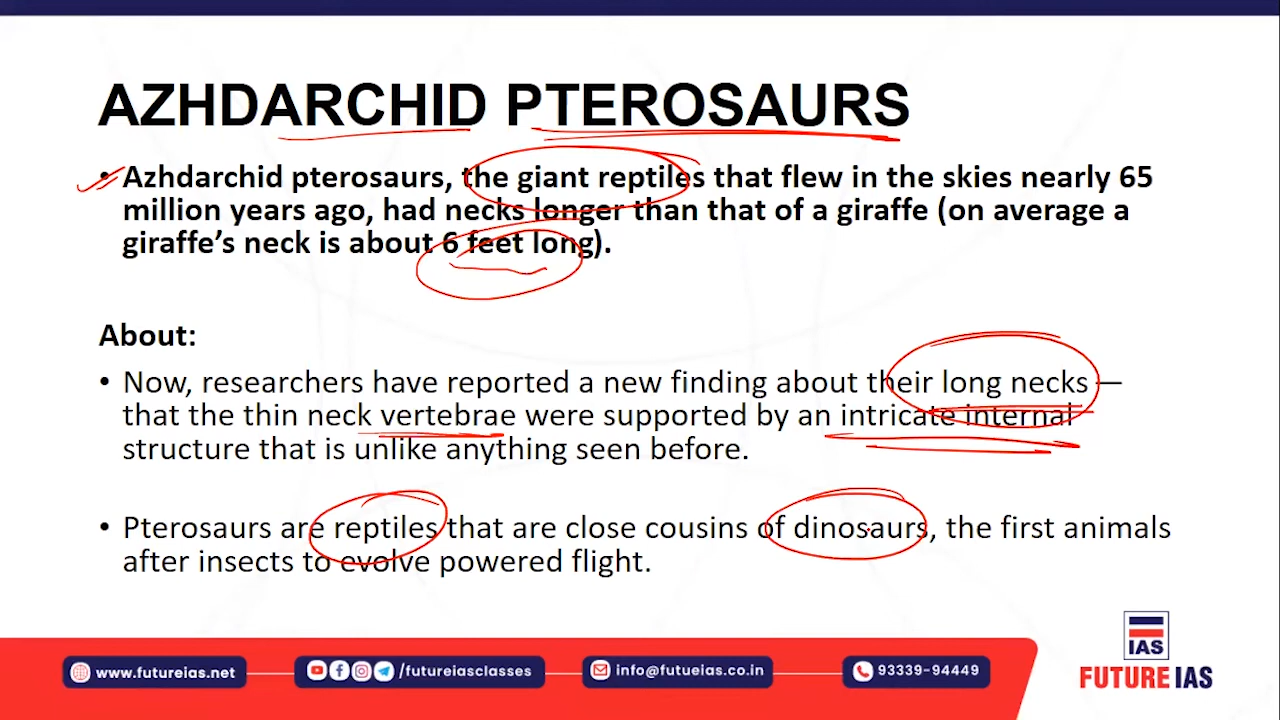 AZHDARCHID PTEROSAURS
• Azhdarchid pterosaurs, the giant reptiles that flew in the skies nearly 65
million years ago, had necks longer than that of a giraffe (on average a
giraffe’s neck is about 6 feet long).
About:
• Now, researchers have reported a new finding about their long necks —
that the thin neck vertebrae were supported by an intricate internal
structure that is unlike anything seen before.
• Pterosaurs are reptiles that are close cousins of dinosaurs, the first animals
after insects to evolve powered flight.
IAS
FUTURE IAS
www.futureias.net
/futureiasclasses
info@futueias.co.in
93339-94449